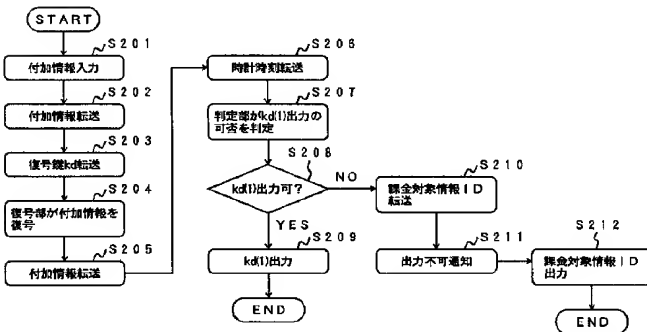 START
S201
付加情報入力
S202
付加情報転送
S203
復号鍵kd転送
S204
復号部が付加情報を
復号
S205
付加情報転送
S206
時計時刻転送
S207
判定部がkd(1)出力の
可否を判定
S208
kd(1)出力可?
NO
YES
S209
kd(1)出力
END
S210
課金対象情報ID
転送
S211
出力不可通知
S212
課金対象情報ID
出力
END